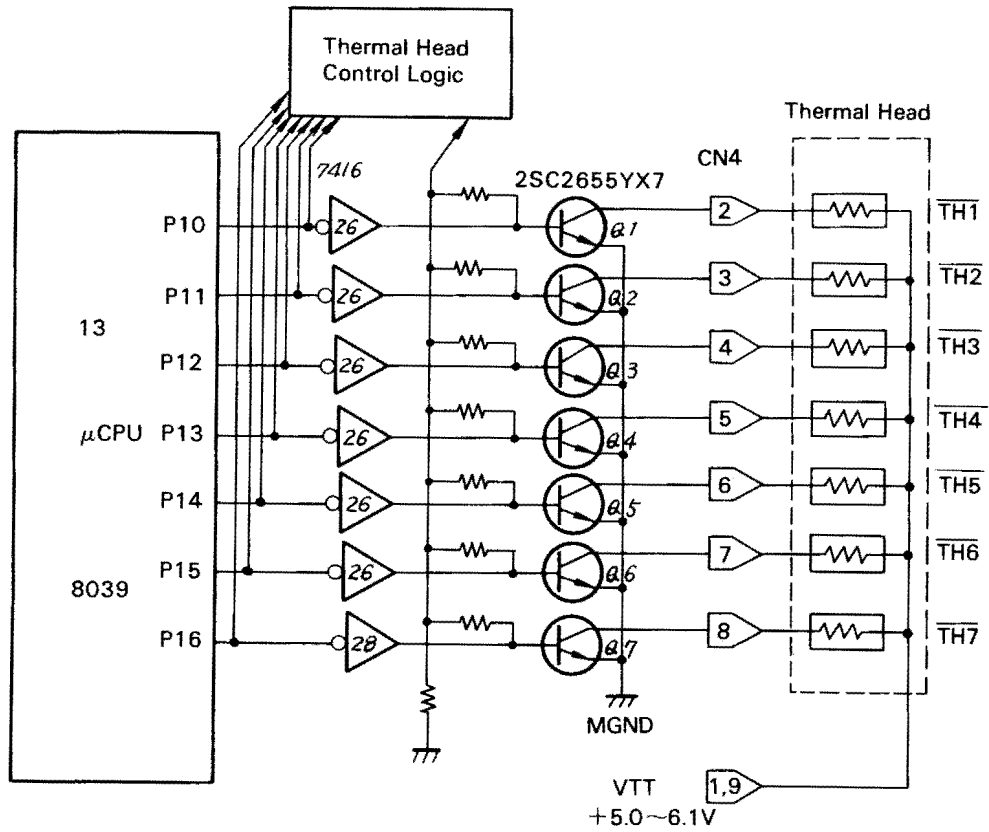 Thermal Head
Control Logic
Thermal Head
CN4
7416
2SC2655YX7
P10
26
Q1
2
TH1
P11
26
Q2
3
TH2
13
P12
26
Q3
4
TH3
μCPU
P13
26
Q4
5
TH4
P14
26
Q5
6
TH5
P15
26
Q6
7
TH6
8039
P16
28
Q7
8
TH7
MGND
VTT
1,9
+5.0~6.1V